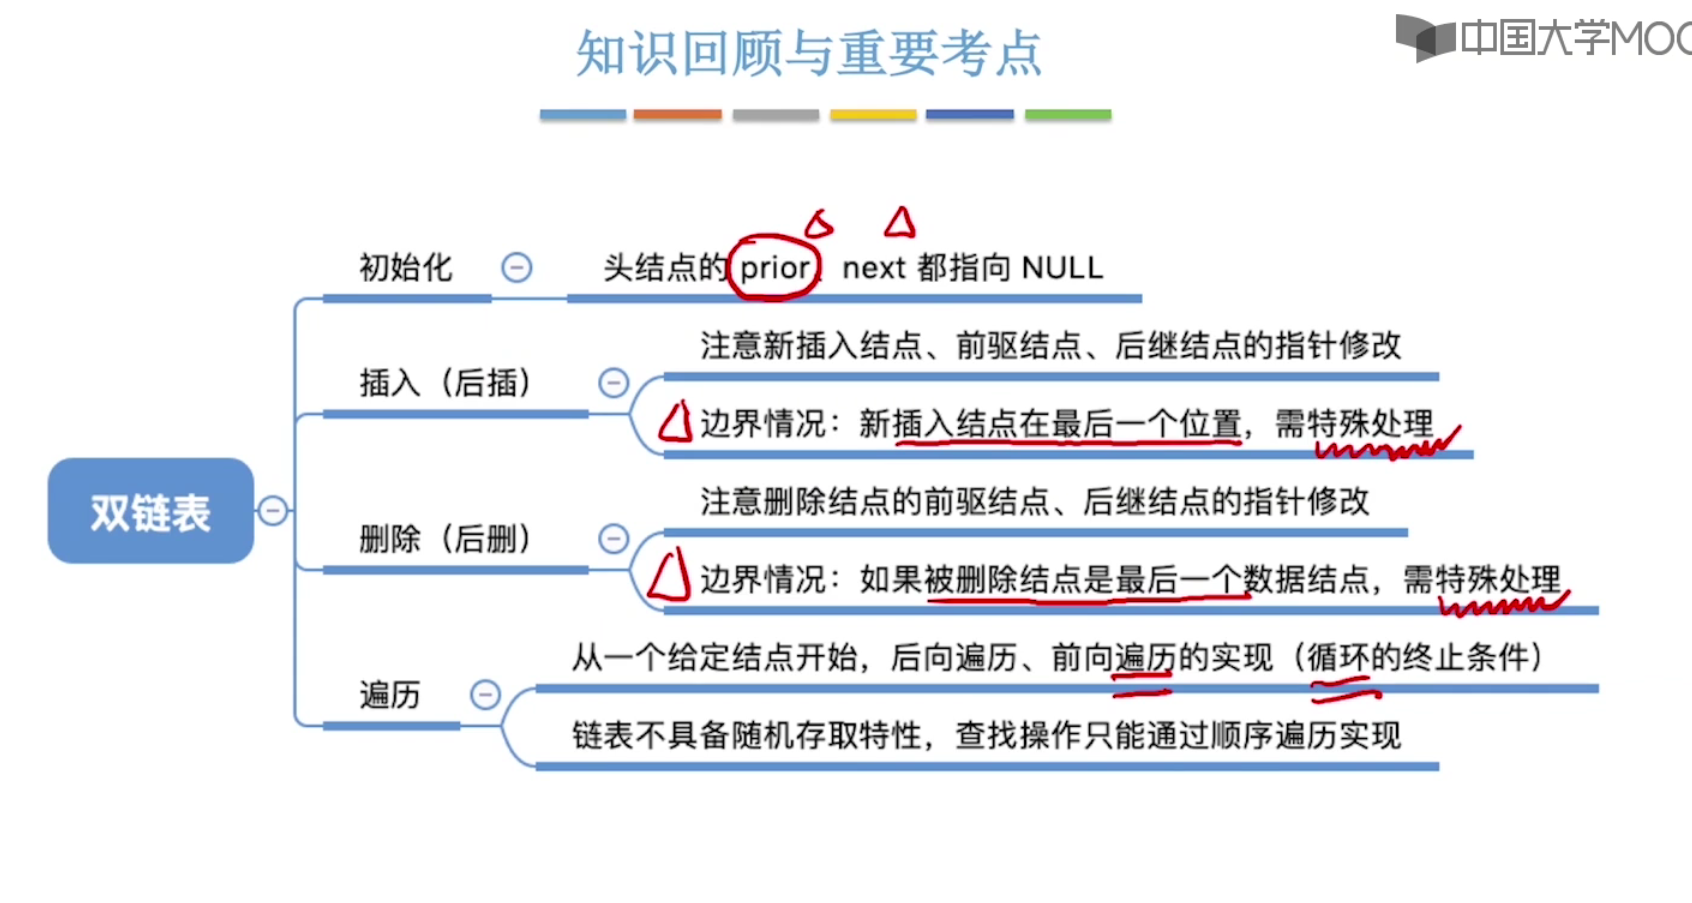 知识回顾与重要考点
中国大学MOO
双链表
初始化
头结点的 prior、next 都指向 NULL
插入（后插）
注意新插入结点、前驱结点、后继结点的指针修改
边界情况：新插入结点在最后一个位置，需特殊处理
删除（后删）
注意删除结点的前驱结点、后继结点的指针修改
边界情况：如果被删除结点是最后一个数据结点，需特殊处理
遍历
从一个给定结点开始，后向遍历、前向遍历的实现（循环的终止条件）
链表不具备随机存取特性，查找操作只能通过顺序遍历实现